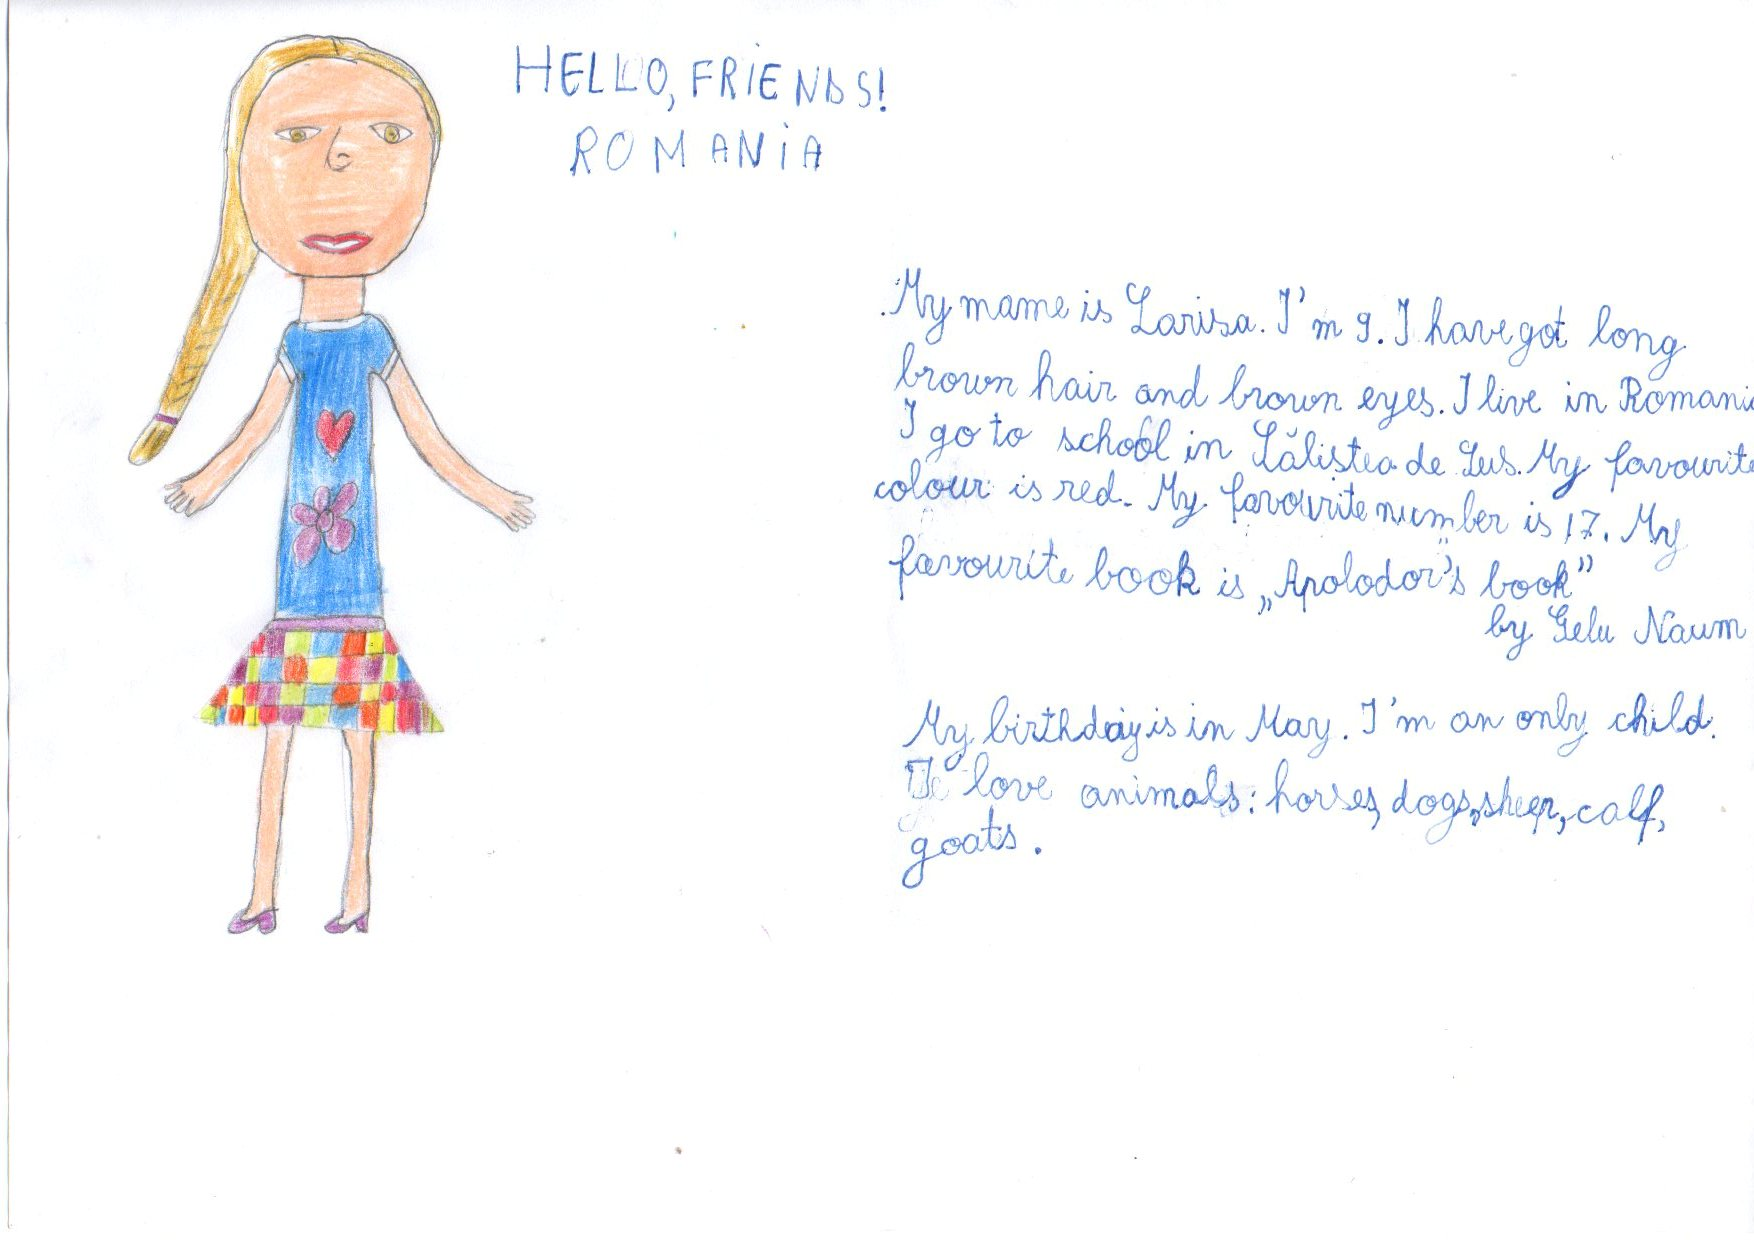 HELLO, FRIENDS!
ROMANIA
My mame is Larisa. I'm 9. I have got long
brown hair and brown eyes. I live in Romani
I go to school in Săliștea de Sus. My favourite
colour is red. My favourite number is 17. My
favourite book is „Apolodor's book”
by Gelu Naum
My birthday is in May. I'm an only child.
I love animals: horses, dogs, sheep, calf,
goats.